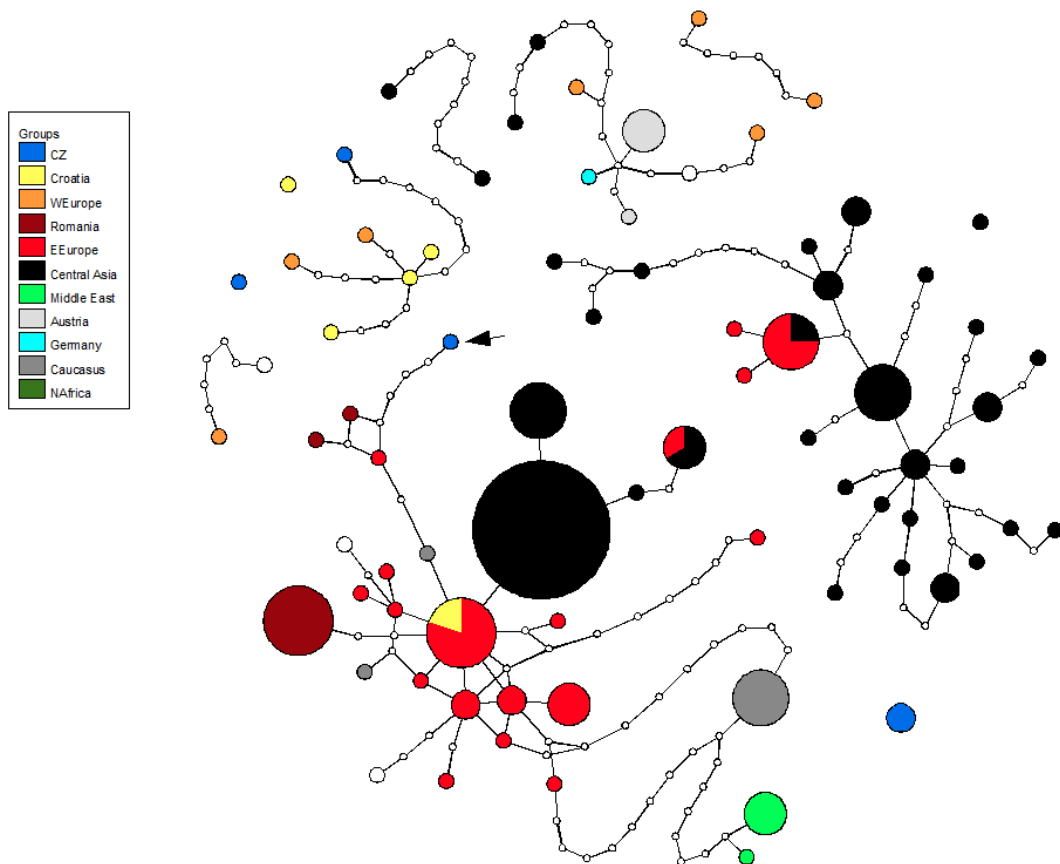 Groups
CZ
Croatia
WEurope
Romania
EEurope
Central Asia
Middle East
Austria
Germany
Caucasus
NAfrica